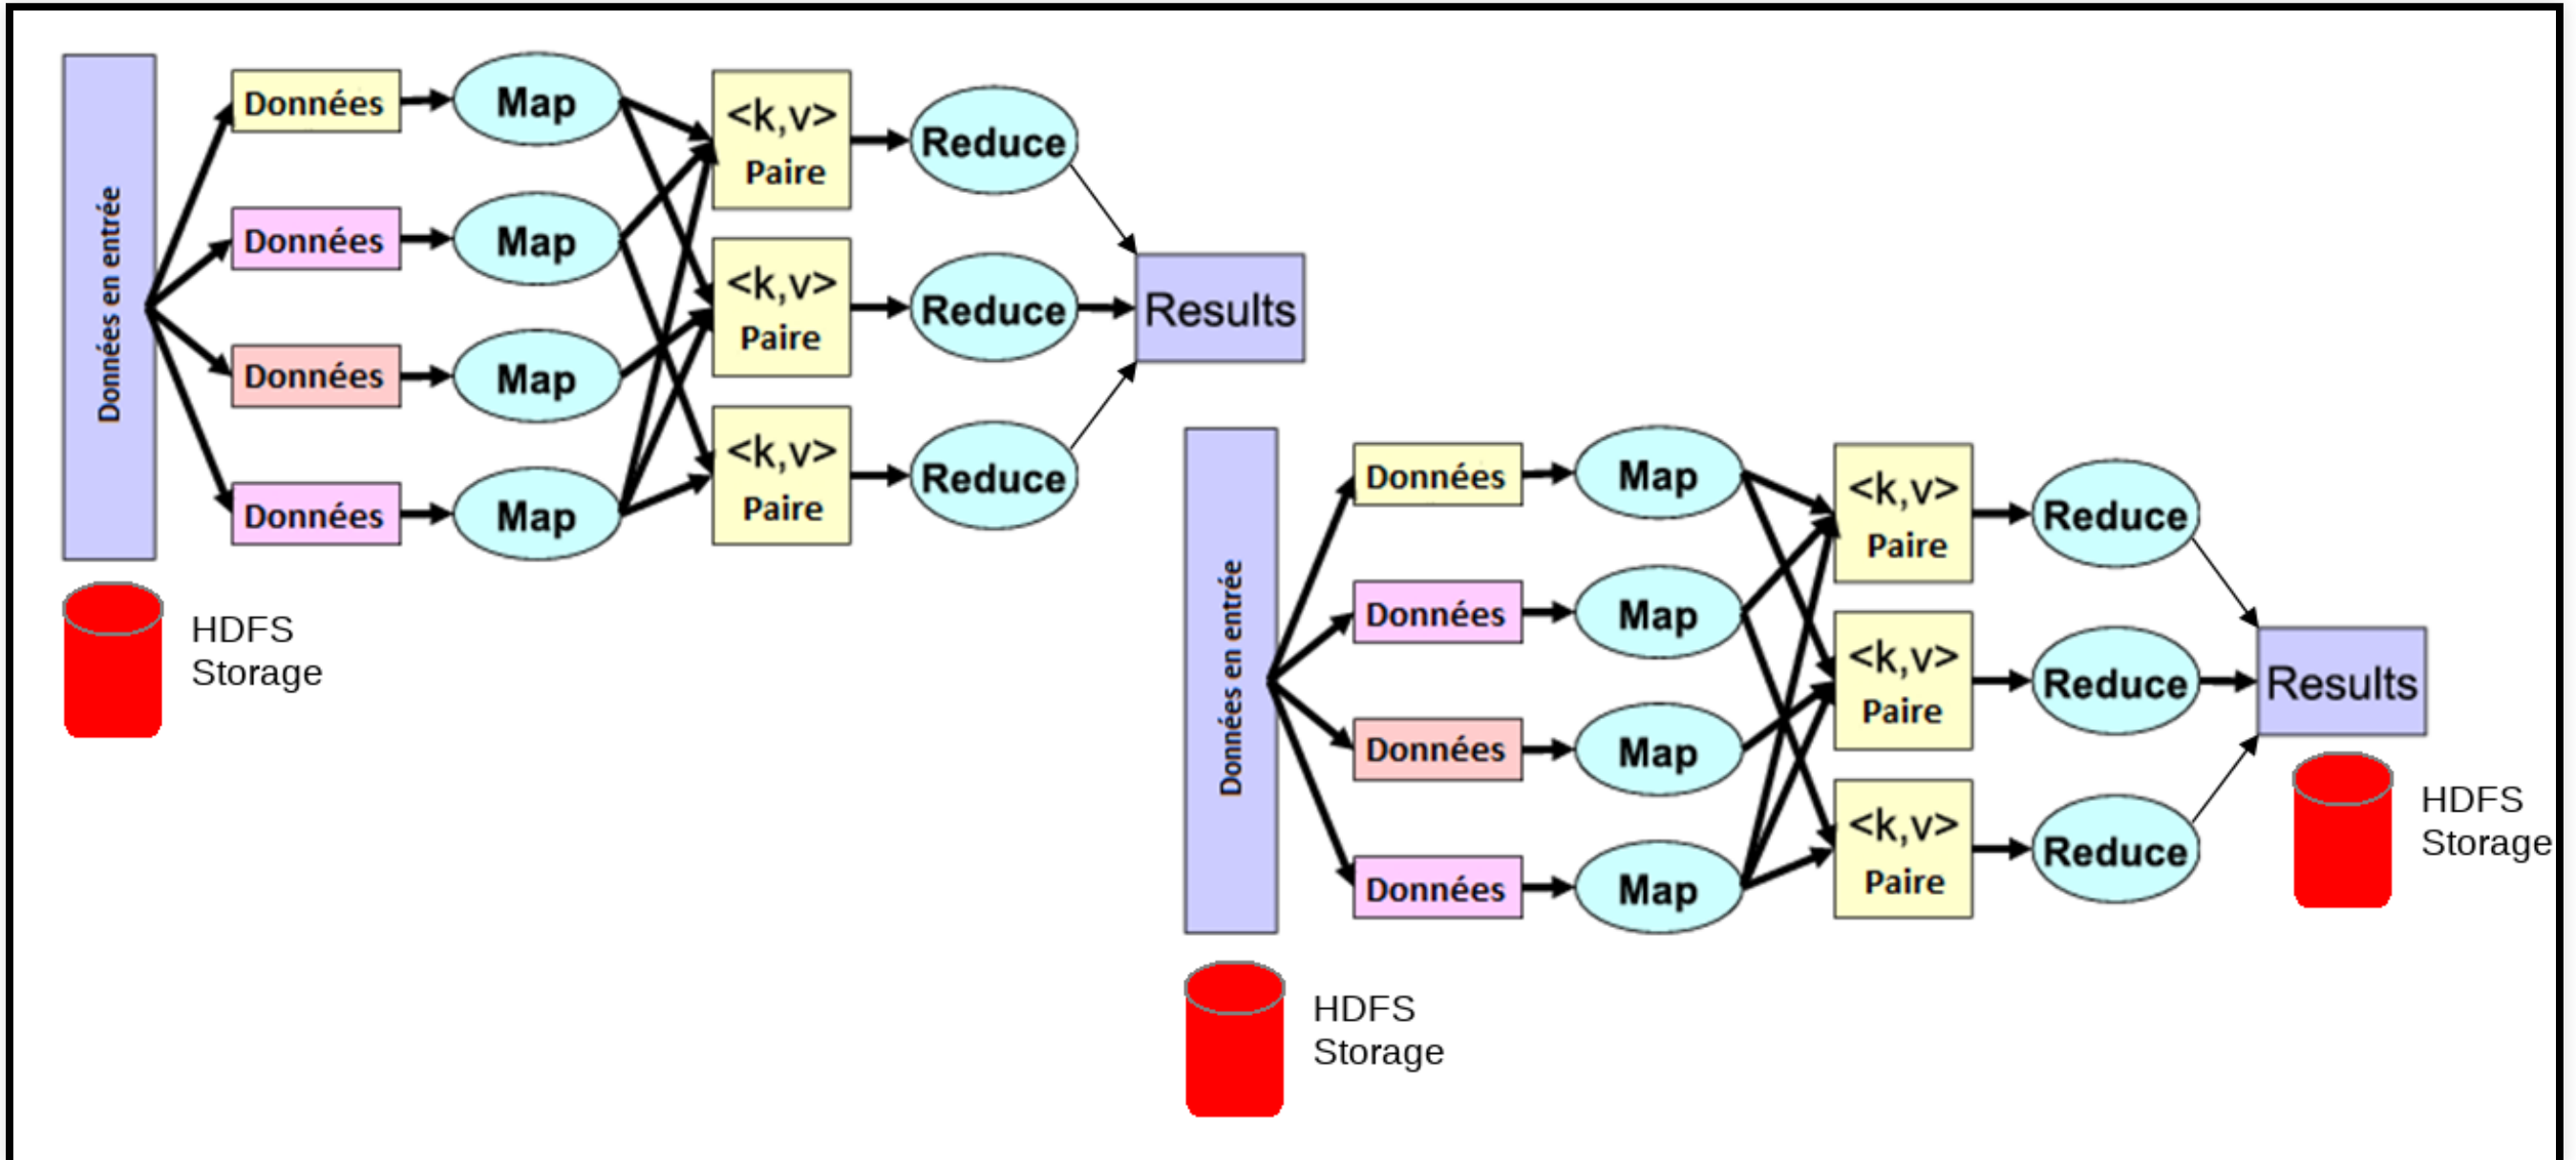 Données en entrée
Données
Map
<k,v>
Paire
Reduce
Données
Map
<k,v>
Paire
Reduce
Results
Données
Map
<k,v>
Paire
Reduce
Données
Map
HDFS
Storage
Données en entrée
Données
Map
<k,v>
Paire
Reduce
Données
Map
<k,v>
Paire
Reduce
Results
Données
Map
<k,v>
Paire
Reduce
Données
Map
HDFS
Storage
HDFS
Storage